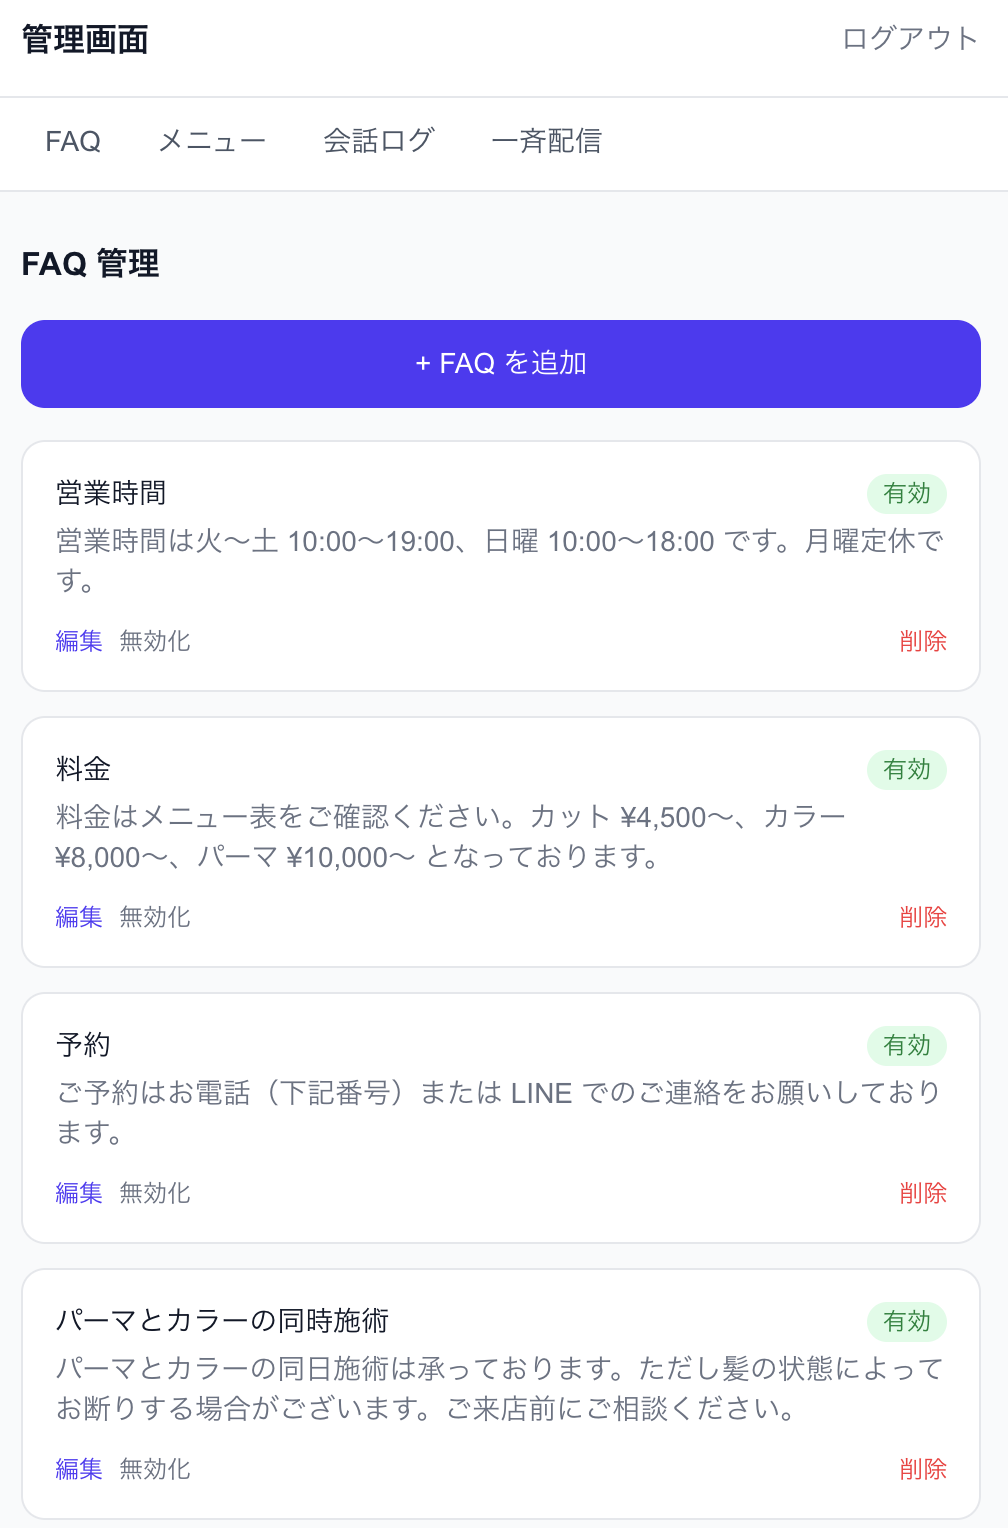 管理画面
ログアウト
FAQ
メニュー
会話ログ
一斉配信
FAQ 管理
+ FAQ を追加
営業時間
有効
営業時間は火〜土 10:00〜19:00、日曜 10:00〜18:00 です。月曜定休で
す。
編集 無効化
削除
料金
有効
料金はメニュー表をご確認ください。カット ¥4,500〜、カラー
¥8,000〜、パーマ ¥10,000〜 となっております。
編集 無効化
削除
予約
有効
ご予約はお電話（下記番号）または LINE でのご連絡をお願いしており
ます。
編集 無効化
削除
パーマとカラーの同時施術
有効
パーマとカラーの同日施術は承っております。ただし髪の状態によって
お断りする場合がございます。ご来店前にご相談ください。
編集 無効化
削除